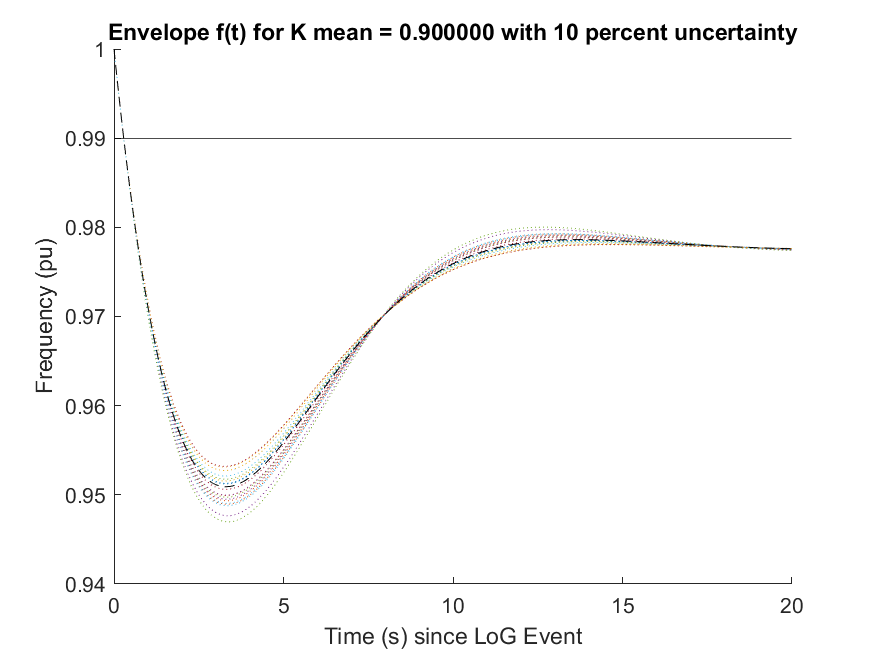 Envelope f(t) for K mean = 0.900000 with 10 percent uncertainty
1
0.99
0.98
0.97
0.96
0.95
0.94
Frequency (pu)
0 5 10 15 20
Time (s) since LoG Event